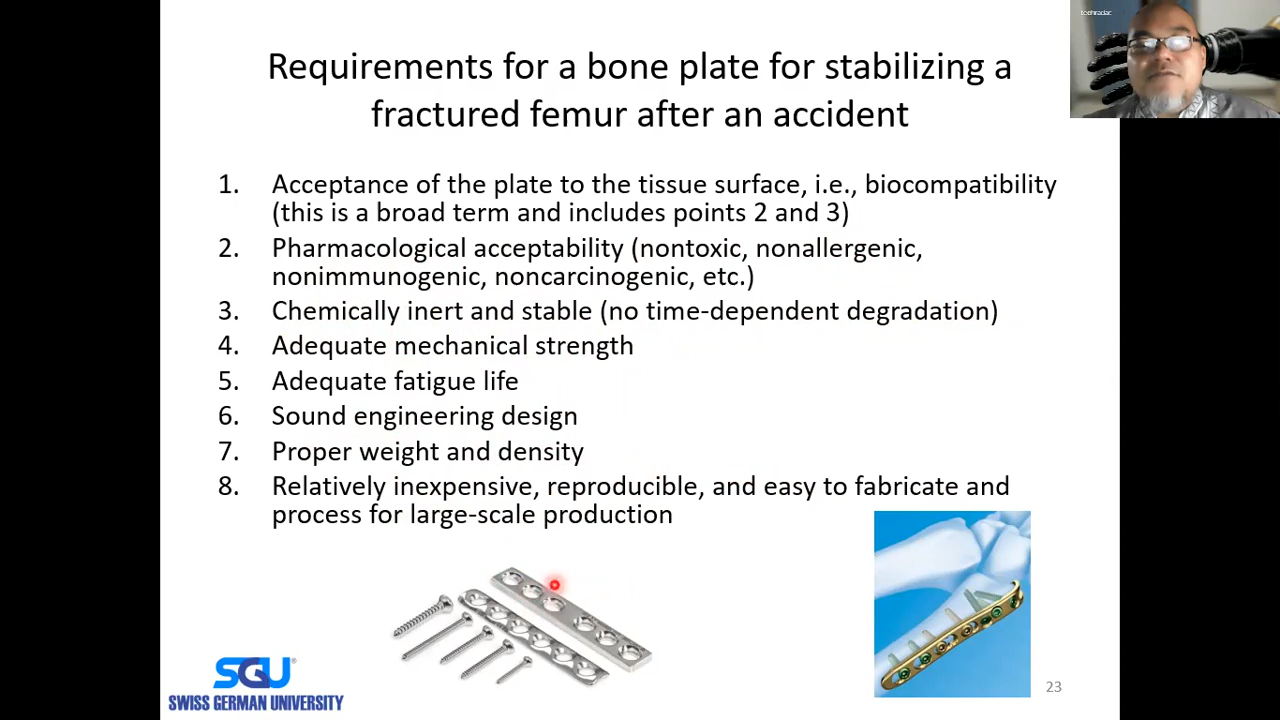 techradar
Requirements for a bone plate for stabilizing a
fractured femur after an accident
1. Acceptance of the plate to the tissue surface, i.e., biocompatibility
(this is a broad term and includes points 2 and 3)
2. Pharmacological acceptability (nontoxic, nonallergenic,
nonimmunogenic, noncarcinogenic, etc.)
3. Chemically inert and stable (no time-dependent degradation)
4. Adequate mechanical strength
5. Adequate fatigue life
6. Sound engineering design
7. Proper weight and density
8. Relatively inexpensive, reproducible, and easy to fabricate and
process for large-scale production
SGU®
SWISS GERMAN UNIVERSITY
23